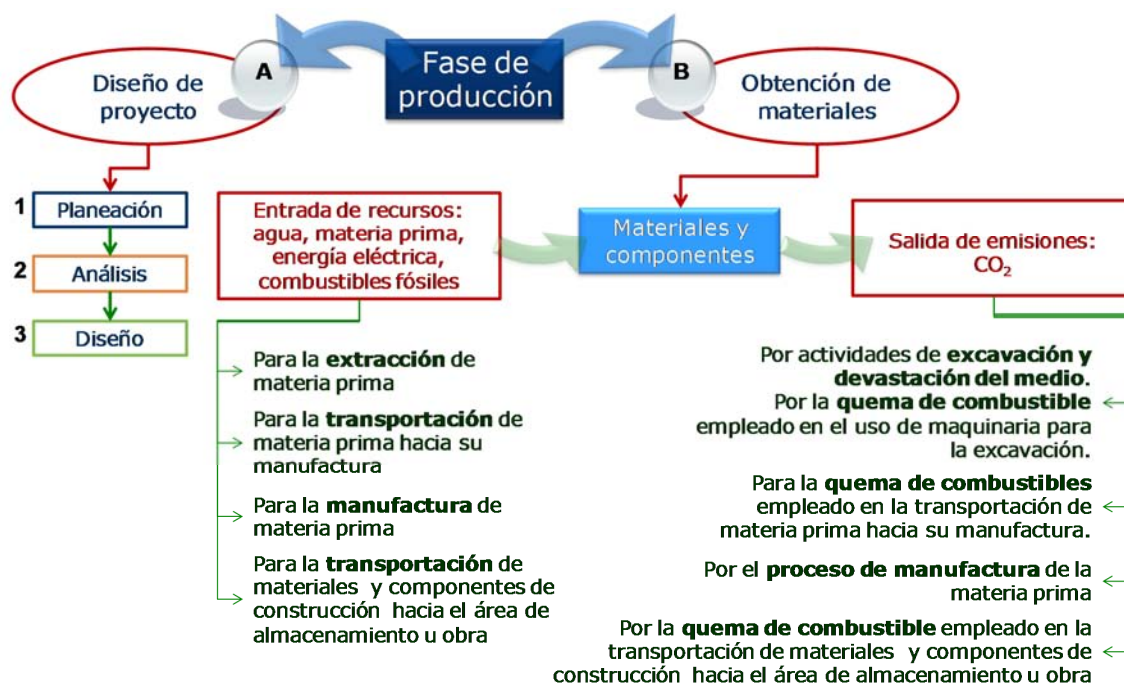 Fase de
producción
A
Diseño de
proyecto
B
Obtención de
materiales
1
Planeación
2
Análisis
3
Diseño
Entrada de recursos:
agua, materia prima,
energía eléctrica,
combustibles fósiles
Materiales y
componentes
Salida de emisiones:
CO₂
Para la extracción de
materia prima
Para la transportación de
materia prima hacia su
manufactura
Para la manufactura de
materia prima
Para la transportación de
materiales y componentes de
construcción hacia el área de
almacenamiento u obra
Por actividades de excavación y
devastación del medio.
Por la quema de combustible
empleado en el uso de maquinaria para
la excavación.
Para la quema de combustibles
empleado en la transportación de
materia prima hacia su manufactura.
Por el proceso de manufactura de la
materia prima
Por la quema de combustible empleado en la
transportación de materiales y componentes de
construcción hacia el área de almacenamiento u obra